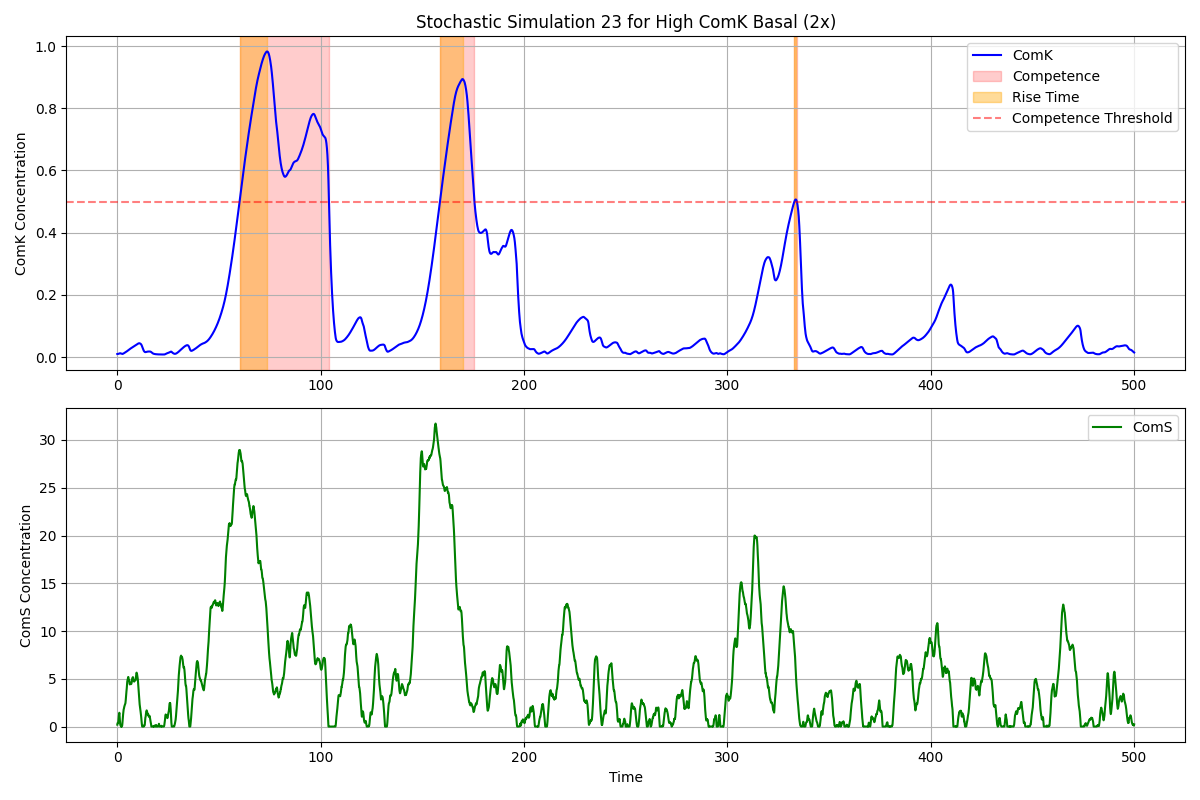 Stochastic Simulation 23 for High ComK Basal (2x)
ComK Concentration
1.0
0.8
0.6
0.4
0.2
0.0
ComK
Competence
Rise Time
Competence Threshold
0 100 200 300 400 500
ComS Concentration
30
25
20
15
10
5
0
ComS
0 100 200 300 400 500
Time